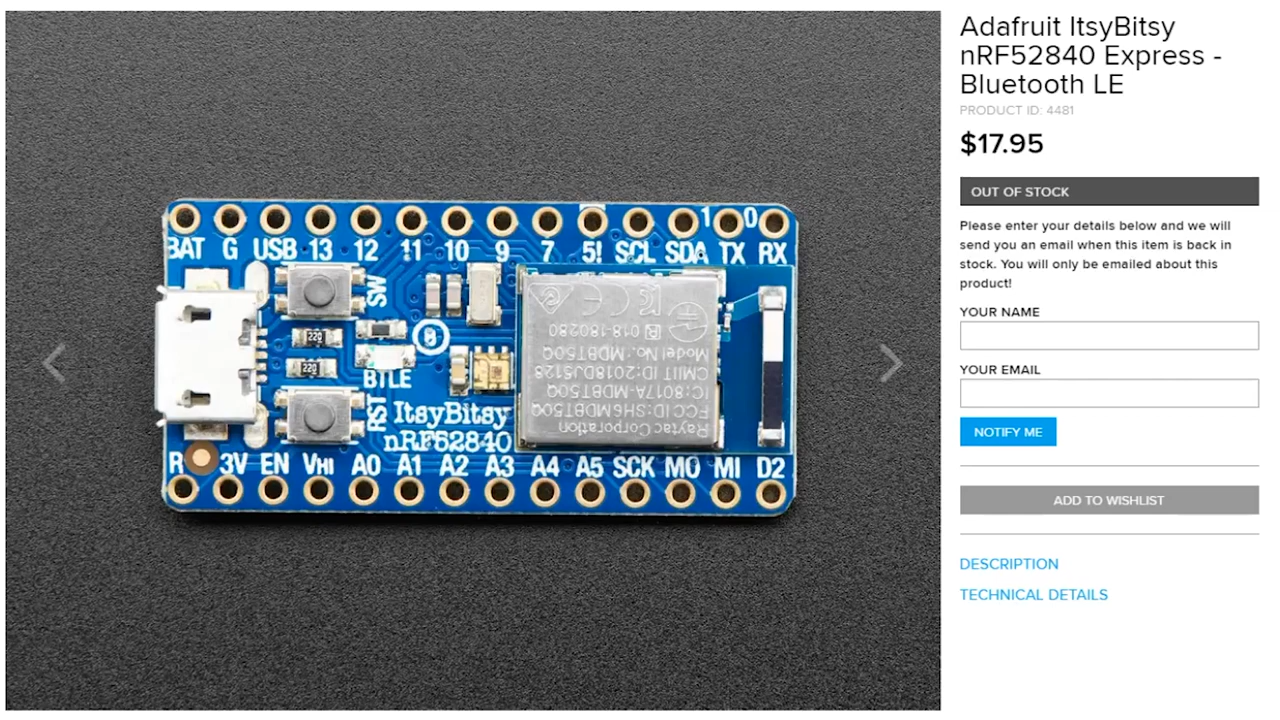 Adafruit ItsyBitsy
nRF52840 Express -
Bluetooth LE
PRODUCT ID: 4481
$17.95
OUT OF STOCK
Please enter your details below and we will
send you an email when this item is back in
stock. You will only be emailed about this
product!
YOUR NAME
YOUR EMAIL
NOTIFY ME
ADD TO WISHLIST
DESCRIPTION
TECHNICAL DETAILS
1 0
BAT G USB 13 12 11 10 9 7 5! SCL SDA TX RX
SW
220
220
BTLE
RST
ItsyBitsy
nRF52840
Raytac Corporation
FCC ID:SH6MDBT50Q
IC:8017A-MDBT50Q
CMIIT ID:2018DJ5128
Model No.:MDBT50Q
R 018-180280
R 3V EN VHI A0 A1 A2 A3 A4 A5 SCK MO MI D2